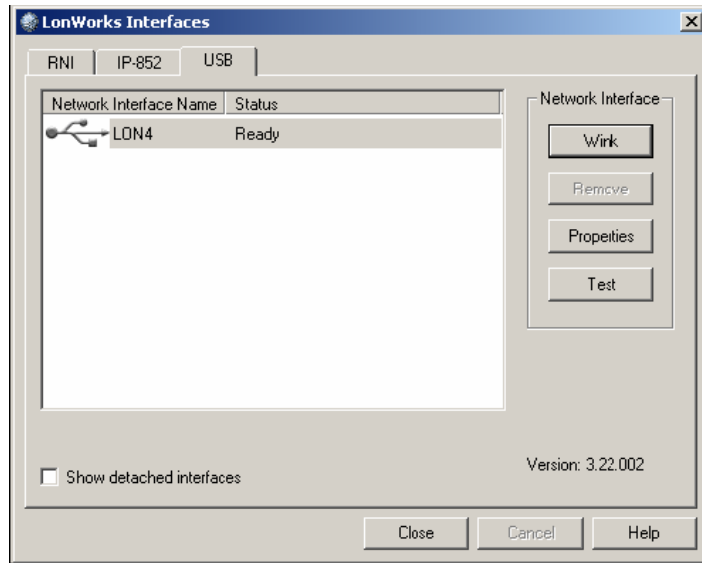 LonWorks Interfaces
RNI IP-852 USB
Network Interface Name Status
LON4 Ready
Network Interface
Wink
Remove
Properties
Test
Show detached interfaces
Version: 3.22.002
Close Cancel Help